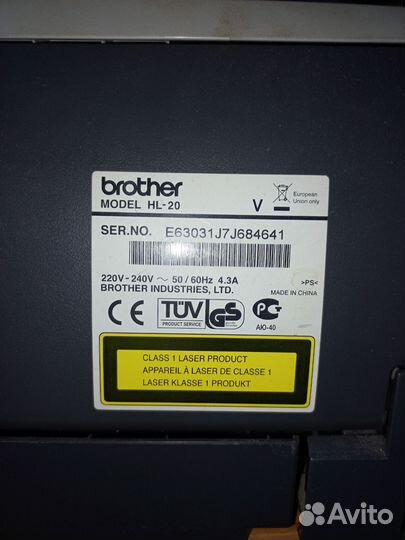 brother
MODEL HL-20
V
European
Union only
SER.NO. E63031J7J684641
220V-240V ~ 50/60Hz 4.3A
BROTHER INDUSTRIES, LTD.
>PS<
MADE IN CHINA
CE
TÜV
PRODUCT SERVICE
GS
PG
AIO-40
CLASS 1 LASER PRODUCT
APPAREIL À LASER DE CLASSE 1
LASER KLASSE 1 PRODUKT
Avito